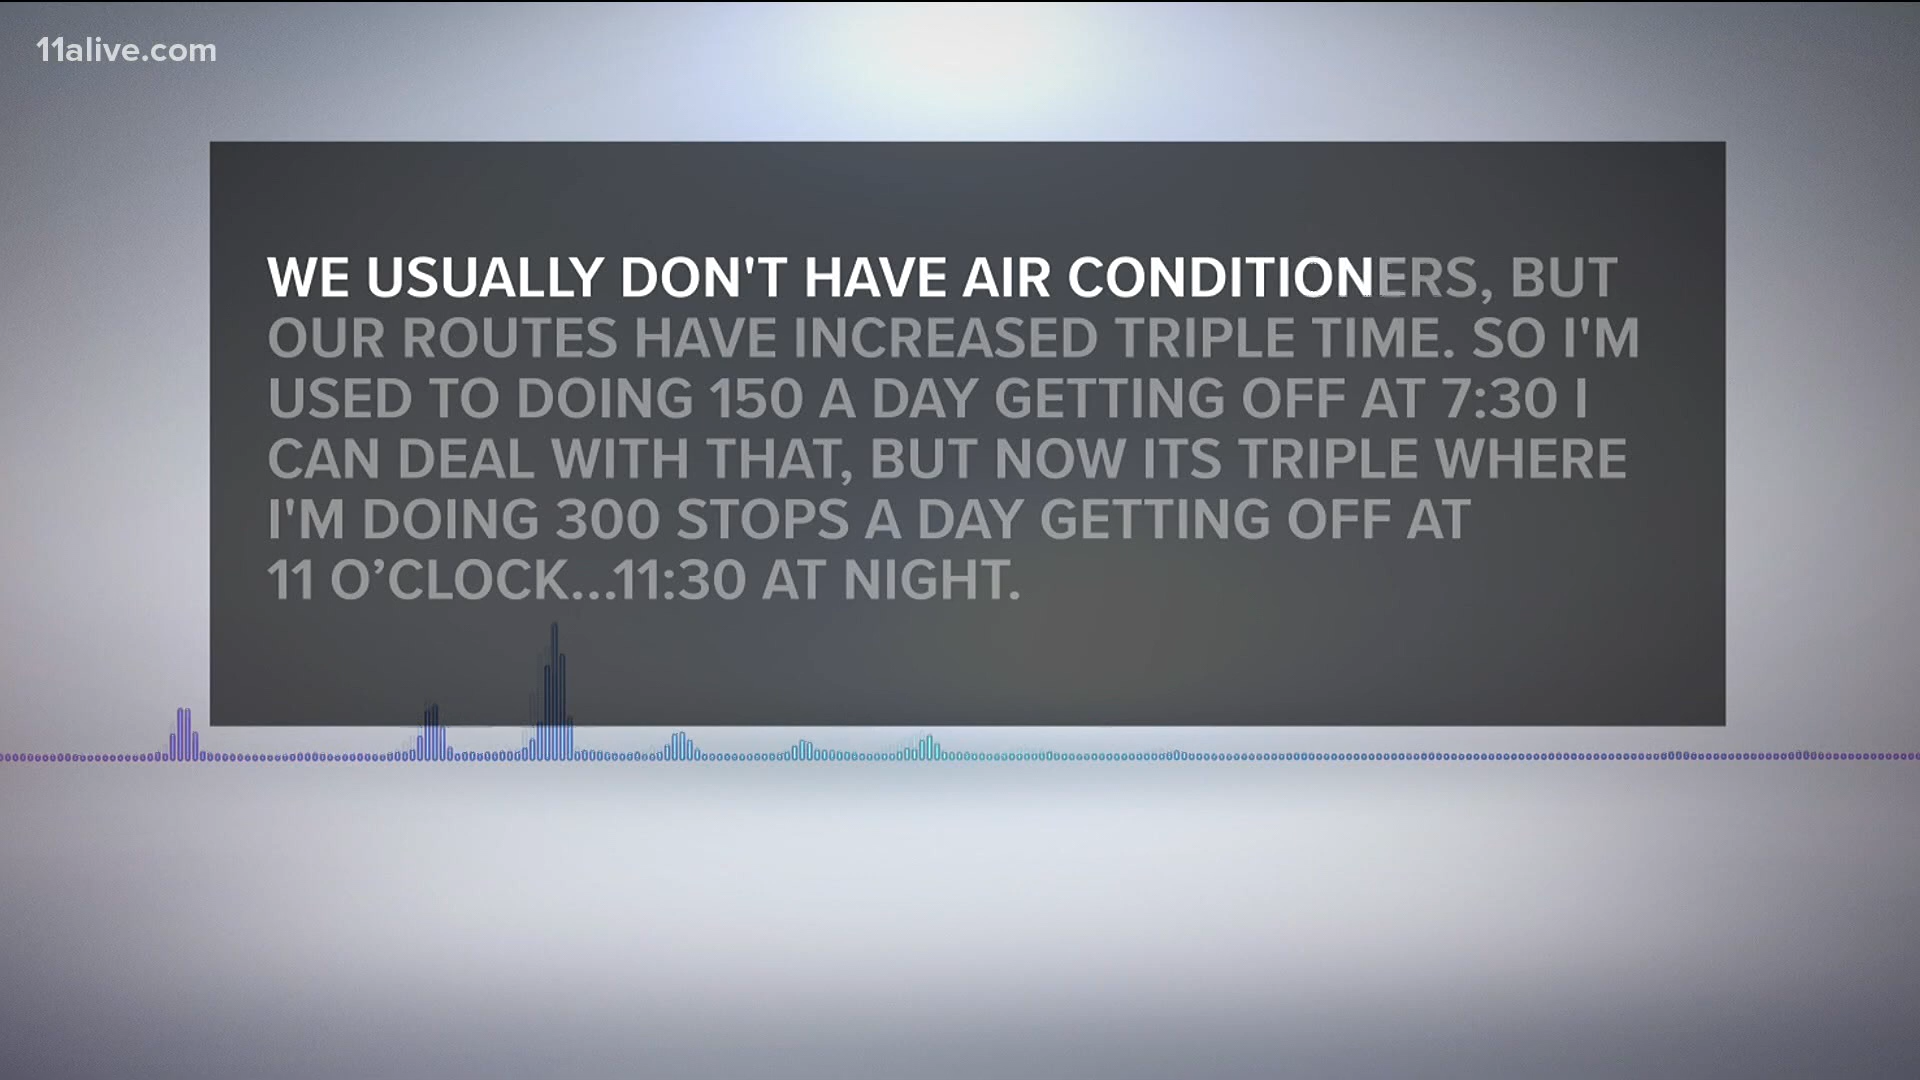 11alive.com
WE USUALLY DON'T HAVE AIR CONDITIONERS, BUT
OUR ROUTES HAVE INCREASED TRIPLE TIME. SO I'M
USED TO DOING 150 A DAY GETTING OFF AT 7:30 I
CAN DEAL WITH THAT, BUT NOW ITS TRIPLE WHERE
I'M DOING 300 STOPS A DAY GETTING OFF AT
11 O’CLOCK...11:30 AT NIGHT.